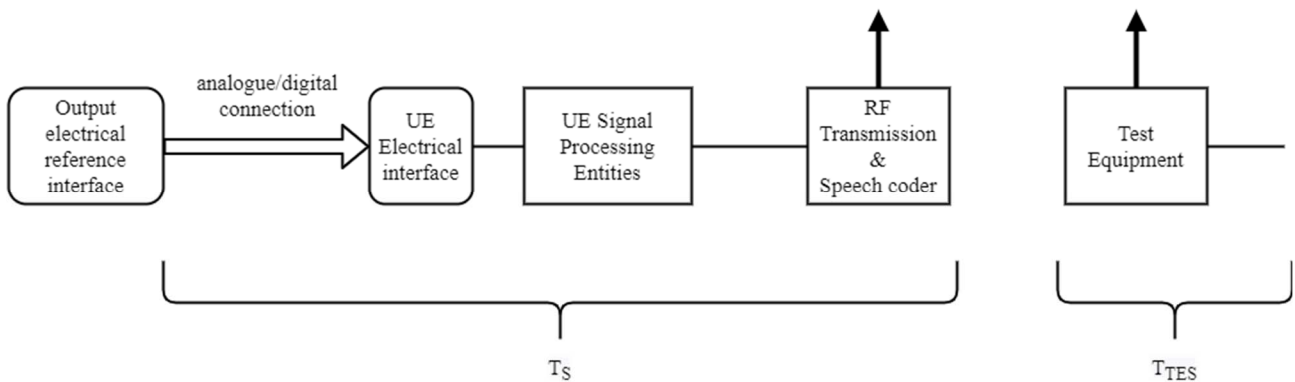 analogue/digital
connection
Output
electrical
reference
interface
UE
Electrical
interface
UE Signal
Processing
Entities
RF
Transmission
&
Speech coder
Test
Equipment
TS
TTES